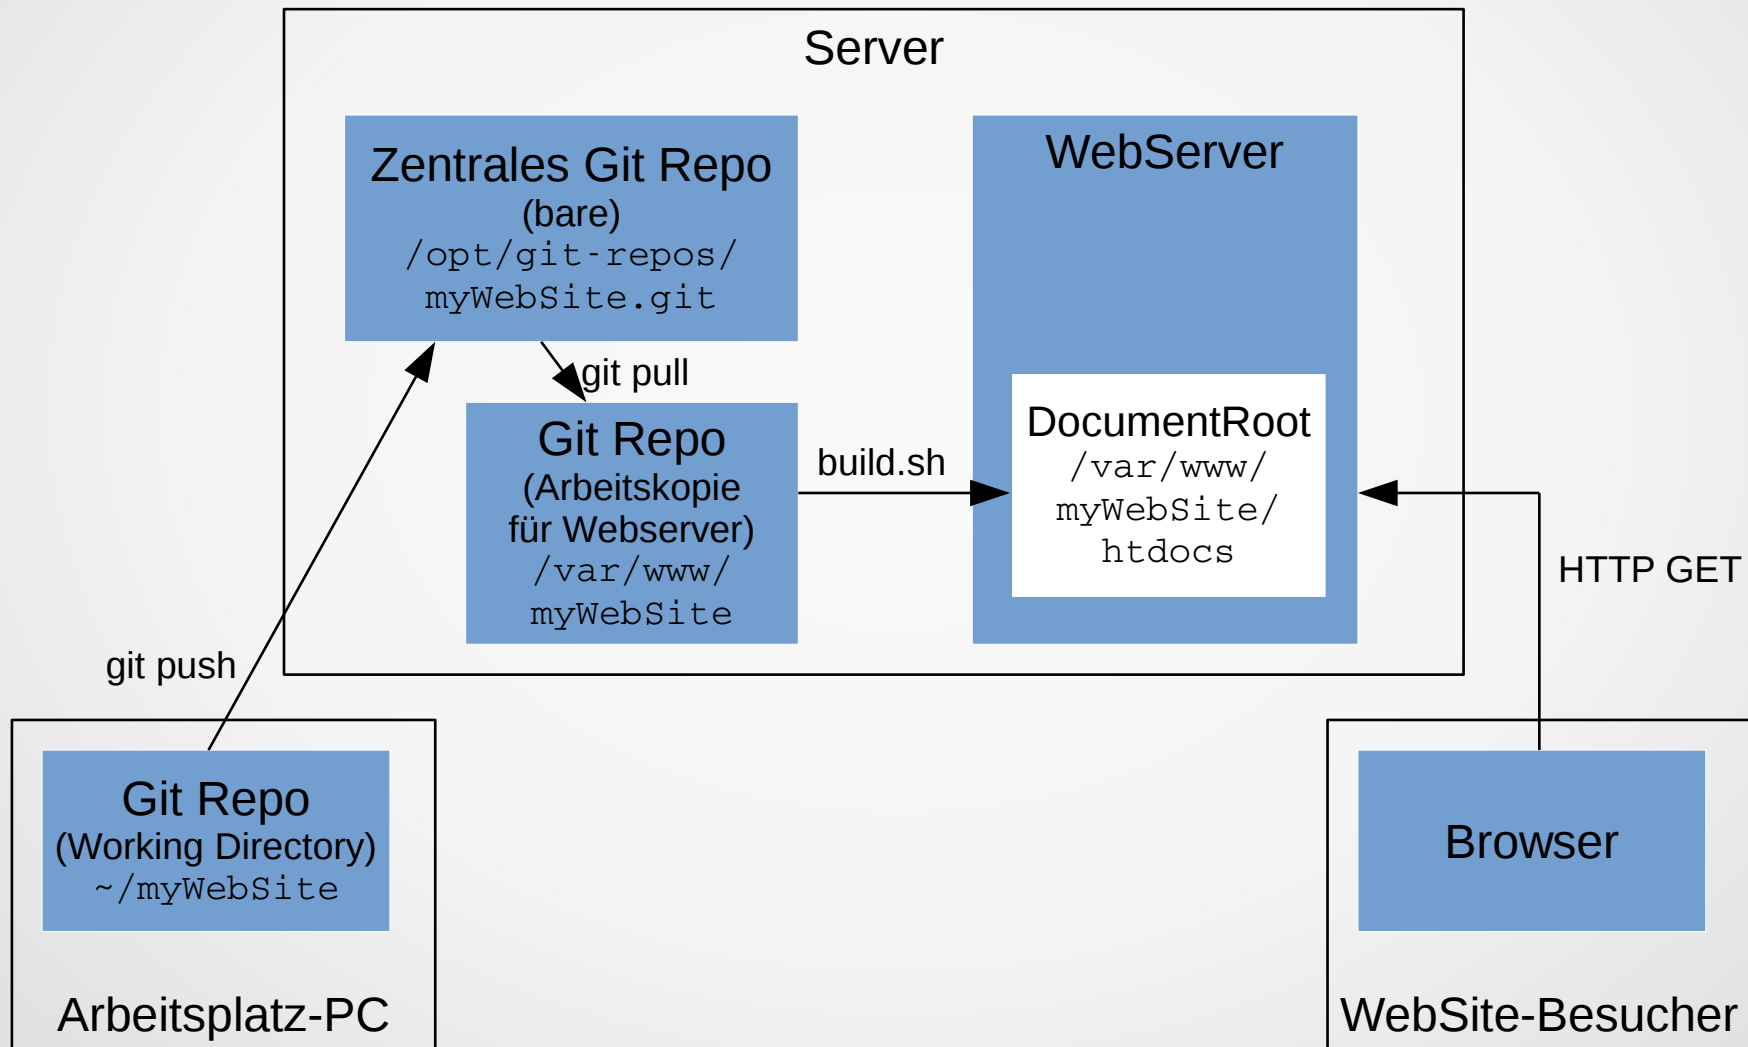 Server
Zentrales Git Repo
(bare)
/opt/git-repos/
myWebSite.git
git pull
Git Repo
(Arbeitskopie
für Webserver)
/var/www/
myWebSite
build.sh
WebServer
DocumentRoot
/var/www/
myWebSite/
htdocs
HTTP GET
git push
Git Repo
(Working Directory)
~/myWebSite
Arbeitsplatz-PC
Browser
WebSite-Besucher